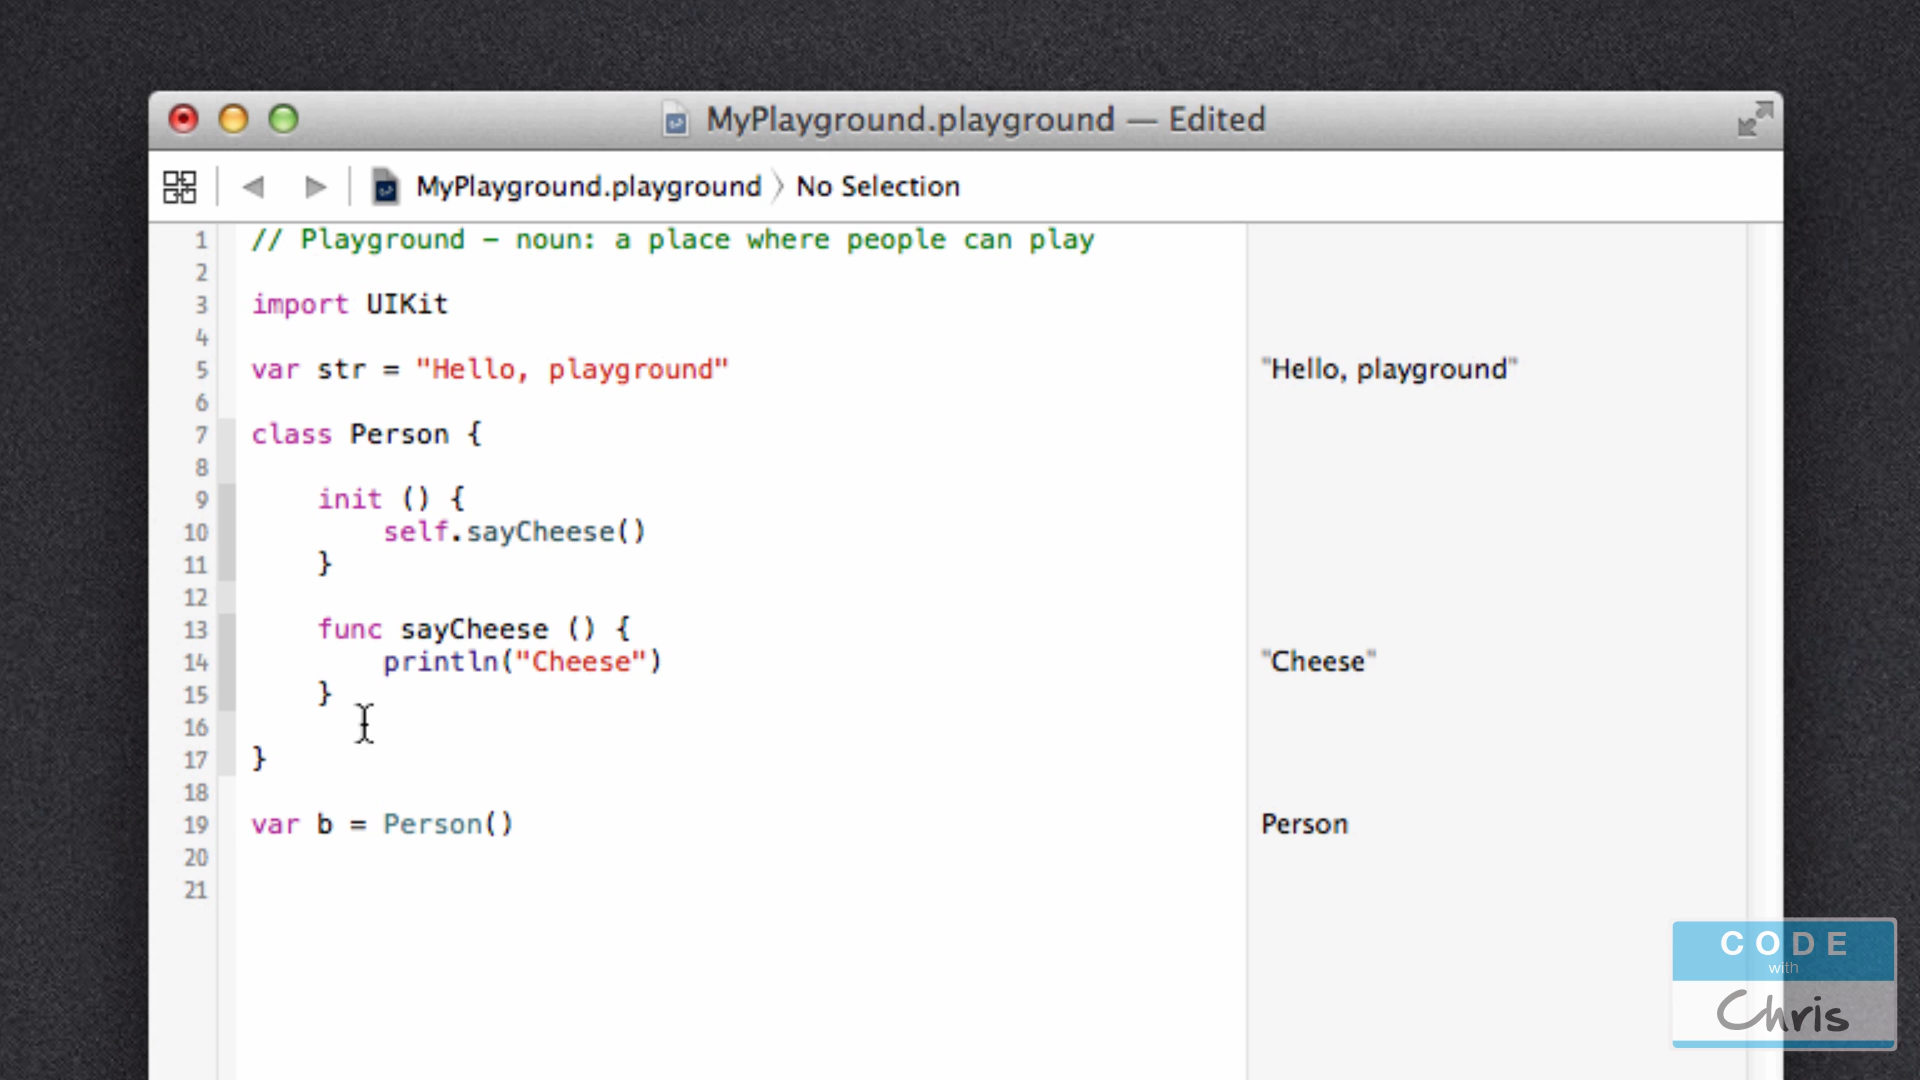 MyPlayground.playground — Edited
MyPlayground.playground 〉 No Selection
1 // Playground – noun: a place where people can play
2
3 import UIKit
4
5 var str = "Hello, playground" "Hello, playground"
6
7 class Person {
8
9 init () {
10 self.sayCheese()
11 }
12
13 func sayCheese () {
14 println("Cheese") "Cheese"
15 }
16
17 }
18
19 var b = Person() Person
20
21
CODE
with
Chris